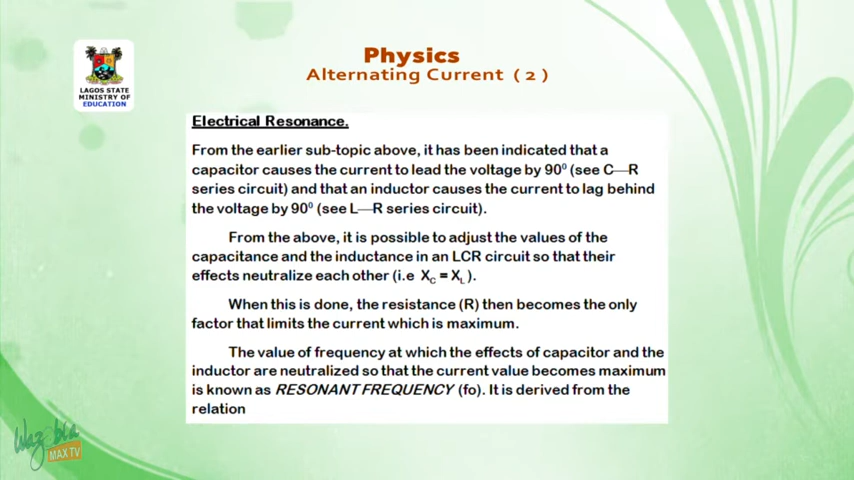 Physics
Alternating Current ( 2 )
LAGOS STATE
MINISTRY OF
EDUCATION
Electrical Resonance.
From the earlier sub-topic above, it has been indicated that a
capacitor causes the current to lead the voltage by 90⁰ (see C—R
series circuit) and that an inductor causes the current to lag behind
the voltage by 90⁰ (see L—R series circuit).
From the above, it is possible to adjust the values of the
capacitance and the inductance in an LCR circuit so that their
effects neutralize each other (i.e X_C = X_L ).
When this is done, the resistance (R) then becomes the only
factor that limits the current which is maximum.
The value of frequency at which the effects of capacitor and the
inductor are neutralized so that the current value becomes maximum
is known as RESONANT FREQUENCY (fo). It is derived from the
relation
Wazobia
MAX TV